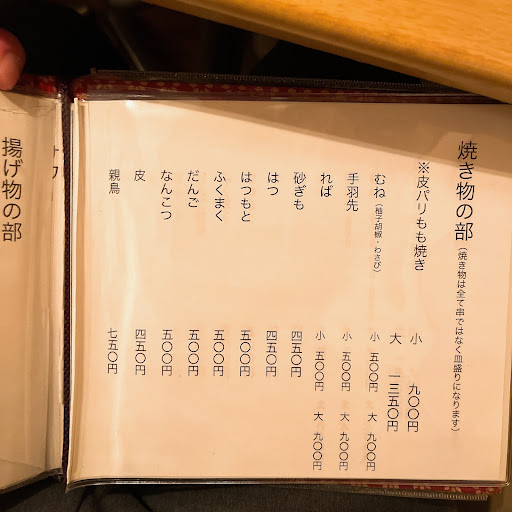 焼き物の部(焼き物は全て串ではなく皿盛りになります)
※皮パリもも焼き 小 九〇〇円
大 一三五〇円
むね(柚子胡椒・わさび) 小 五〇〇円 大 九〇〇円
手羽先 小 五〇〇円 大 九〇〇円
れば 小 五〇〇円 大 九〇〇円
砂ぎも 四五〇円
はつ 四五〇円
はつもと 五〇〇円
ふくまく 五〇〇円
だんご 五〇〇円
なんこつ 五〇〇円
皮 四五〇円
親鳥 七五〇円
揚げ物の部